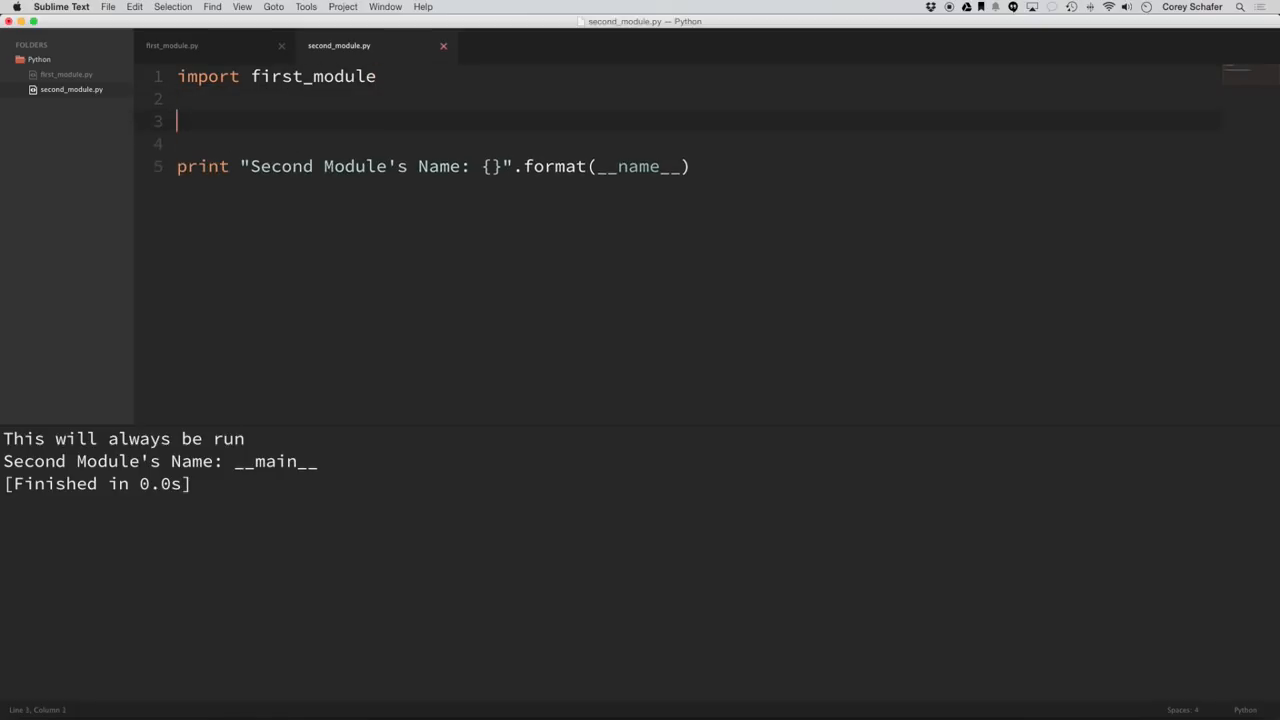 Sublime Text File Edit Selection Find View Goto Tools Project Window Help Corey Schafer
second_module.py — Python
FOLDERS
Python
first_module.py
second_module.py
first_module.py × second_module.py ×
1 import first_module
2
3
4
5 print "Second Module's Name: {}".format(__name__)
This will always be run
Second Module's Name: __main__
[Finished in 0.0s]
Line 3, Column 1 Spaces: 4 Python